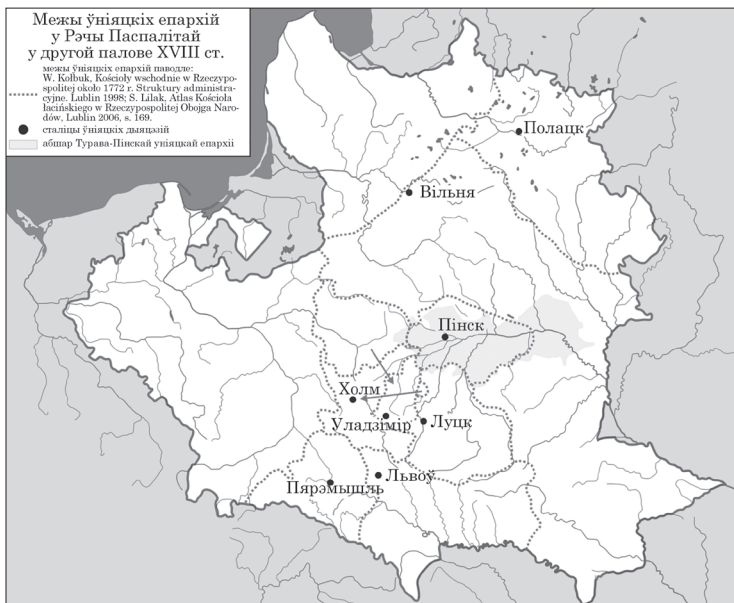 Межы ўніяцкіх епархій
у Рэчы Паспалітай
у другой палове XVIII ст.
межы ўніяцкіх епархій паводле:
W. Kołbuk, Kościoły wschodnie w Rzeczypo-
spolitej około 1772 r. Struktury administra-
cyjne. Lublin 1998; S. Lilak, Atlas Kościoła
łacińskiego w Rzeczypospolitej Obojga Naro-
dów, Lublin 2006, s. 169.
сталіцы ўніяцкіх дыяцэзій
абшар Турава-Пінскай уніяцкай епархіі
Полацк
Вільня
Пінск
Холм
Уладзімір
Луцк
Львоў
Пярэмышль